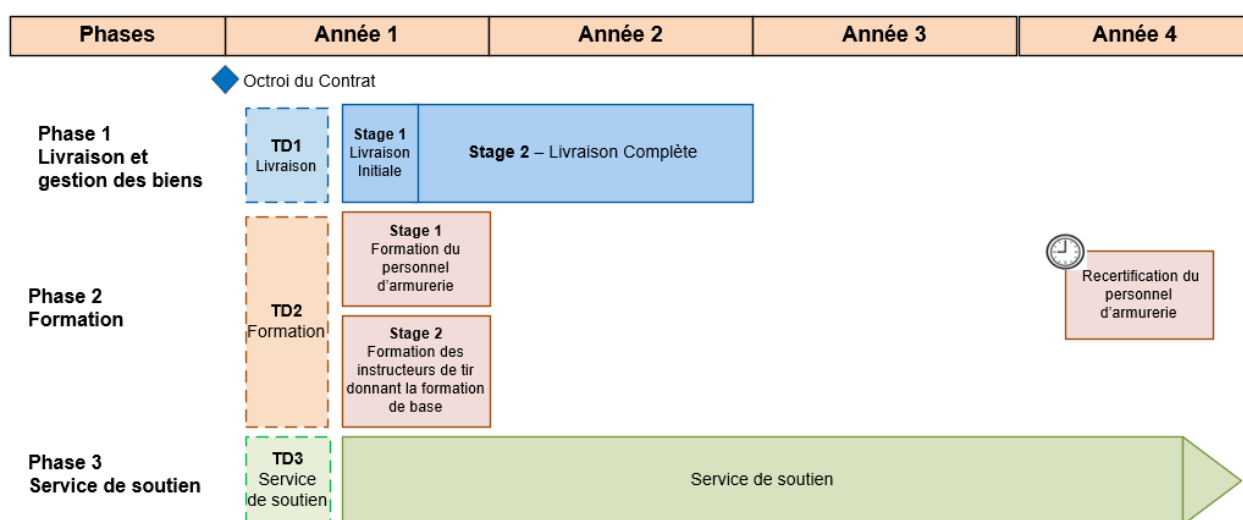 Phases
Année 1
Année 2
Année 3
Année 4
Octroi du Contrat
Phase 1
Livraison et
gestion des biens
TD1
Livraison
Stage 1
Livraison
Initiale
Stage 2 – Livraison Complète
Phase 2
Formation
TD2
Formation
Stage 1
Formation du
personnel
d'armurerie
Stage 2
Formation des
instructeurs de tir
donnant la formation
de base
Recertification du
personnel
d'armurerie
Phase 3
Service de soutien
TD3
Service
de soutien
Service de soutien